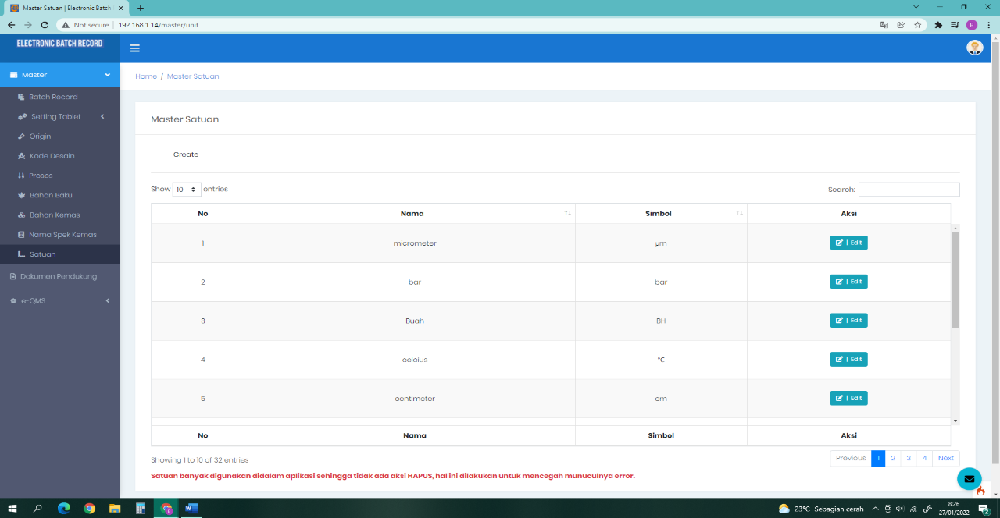 Master Satuan | Electronic Batch
Not secure | 192.168.1.14/master/unit
P
ELECTRONIC BATCH RECORD
Master
Batch Record
Setting Tablet
Origin
Kode Desain
Proses
Bahan Baku
Bahan Kemas
Nama Spek Kemas
Satuan
Dokumen Pendukung
e-QMS
Home / Master Satuan
Master Satuan
Create
Show 10 entries
Search:
No Nama Simbol Aksi
1 micrometer µm | Edit
2 bar bar | Edit
3 Buah BH | Edit
4 celcius °C | Edit
5 centimeter cm | Edit
No Nama Simbol Aksi
Showing 1 to 10 of 32 entries
Previous 1 2 3 4 Next
Satuan banyak digunakan didalam aplikasi sehingga tidak ada aksi HAPUS, hal ini dilakukan untuk mencegah munuculnya error.
23°C Sebagian cerah
8:26
27/01/2022
2